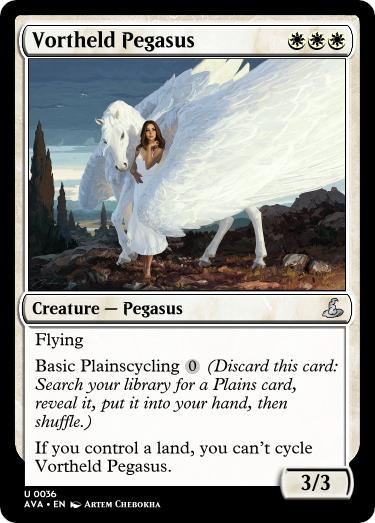 Vortheld Pegasus
Creature — Pegasus
Flying
Basic Plainscycling 0 (Discard this card:
Search your library for a Plains card,
reveal it, put it into your hand, then
shuffle.)
If you control a land, you can't cycle
Vortheld Pegasus.
3/3
U 0036
AVA • EN Artem Chebokha